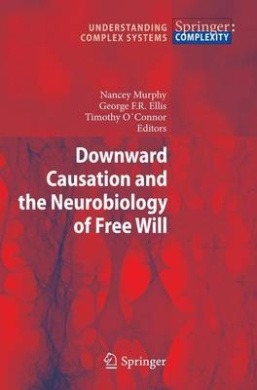 UNDERSTANDING
COMPLEX SYSTEMS
Springer:
COMPLEXITY
Nancey Murphy
George F.R. Ellis
Timothy O'Connor
Editors
Downward
Causation and
the Neurobiology
of Free Will
Springer